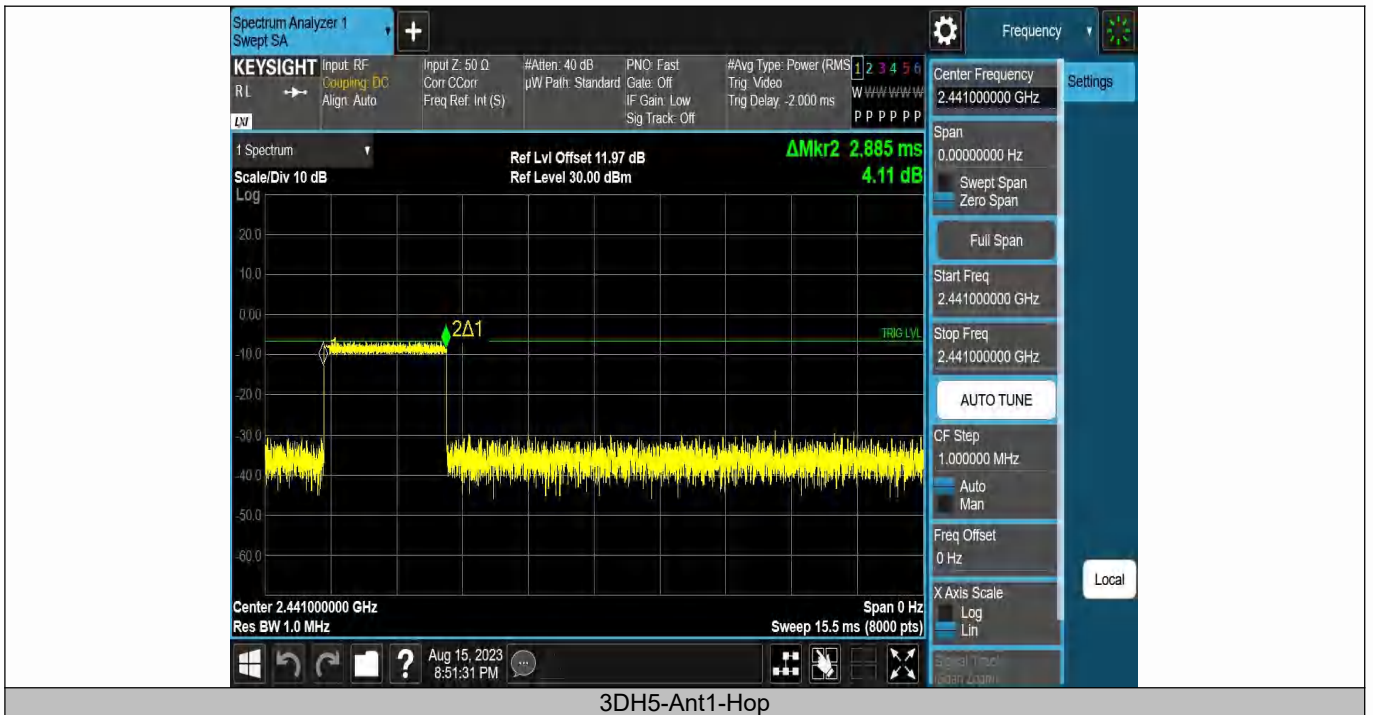 Spectrum Analyzer 1
Swept SA
+
Frequency
KEYSIGHT
RL
LXI
Input: RF
Coupling: DC
Align: Auto
Input Z: 50 Ω
Corr CCorr
Freq Ref: Int (S)
#Atten: 40 dB
µW Path: Standard
PNO: Fast
Gate: Off
IF Gain: Low
Sig Track: Off
#Avg Type: Power (RMS
Trig: Video
Trig Delay: -2.000 ms
1 2 3 4 5 6
W W W W W W
P P P P P P
1 Spectrum
Scale/Div 10 dB
Log
Ref Lvl Offset 11.97 dB
Ref Level 30.00 dBm
ΔMkr2 2.885 ms
4.11 dB
20.0
10.0
0.00
-10.0
-20.0
-30.0
-40.0
-50.0
-60.0
2Δ1
TRIG LVL
Center 2.441000000 GHz
Res BW 1.0 MHz
Span 0 Hz
Sweep 15.5 ms (8000 pts)
Center Frequency
2.441000000 GHz
Settings
Span
0.00000000 Hz
Swept Span
Zero Span
Full Span
Start Freq
2.441000000 GHz
Stop Freq
2.441000000 GHz
AUTO TUNE
CF Step
1.000000 MHz
Auto
Man
Freq Offset
0 Hz
X Axis Scale
Log
Lin
Signal Track
(Span Zoom)
Local
?
Aug 15, 2023
8:51:31 PM
3DH5-Ant1-Hop